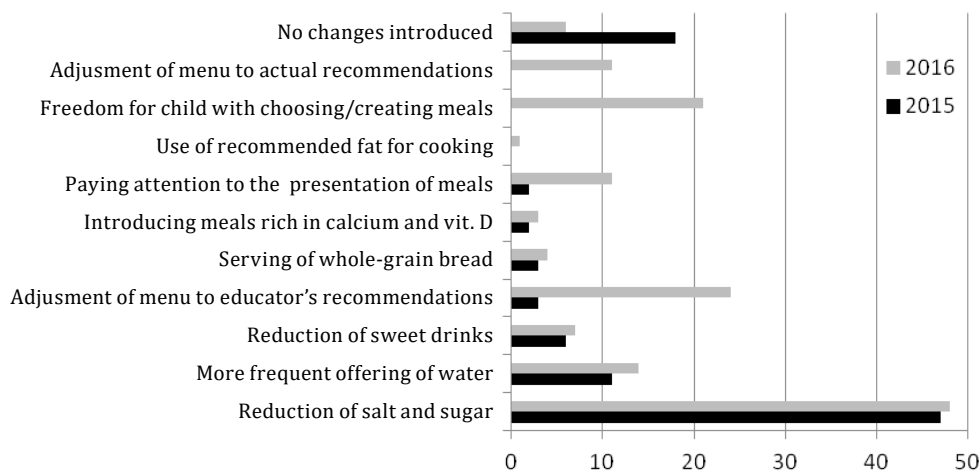 No changes introduced
Adjusment of menu to actual recommendations
Freedom for child with choosing/creating meals
Use of recommended fat for cooking
Paying attention to the presentation of meals
Introducing meals rich in calcium and vit. D
Serving of whole-grain bread
Adjusment of menu to educator’s recommendations
Reduction of sweet drinks
More frequent offering of water
Reduction of salt and sugar
2016
2015
0 10 20 30 40 50